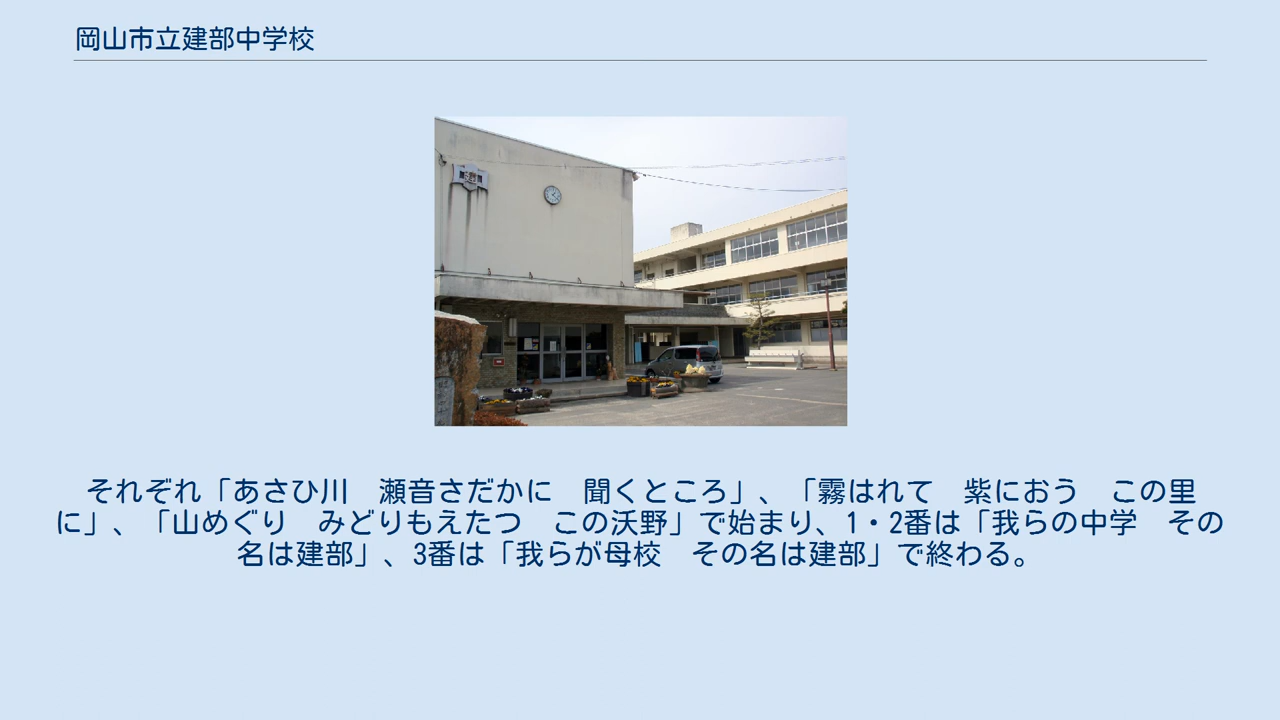 岡山市立建部中学校
それぞれ「あさひ川　瀬音さだかに　聞くところ」、「霧はれて　紫におう　この里
に」、「山めぐり　みどりもえたつ　この沃野」で始まり、1・2番は「我らの中学　その
名は建部」、3番は「我らが母校　その名は建部」で終わる。